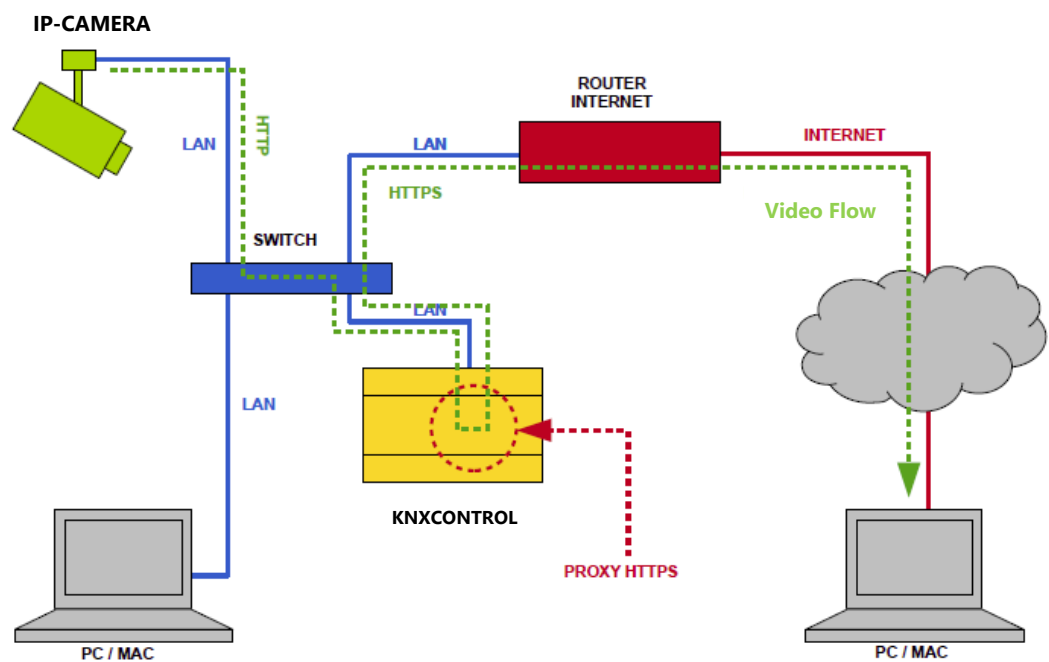 IP-CAMERA
ROUTER
INTERNET
HTTP
LAN
LAN
INTERNET
HTTPS
Video Flow
SWITCH
LAN
LAN
KNXCONTROL
PROXY HTTPS
PC / MAC
PC / MAC